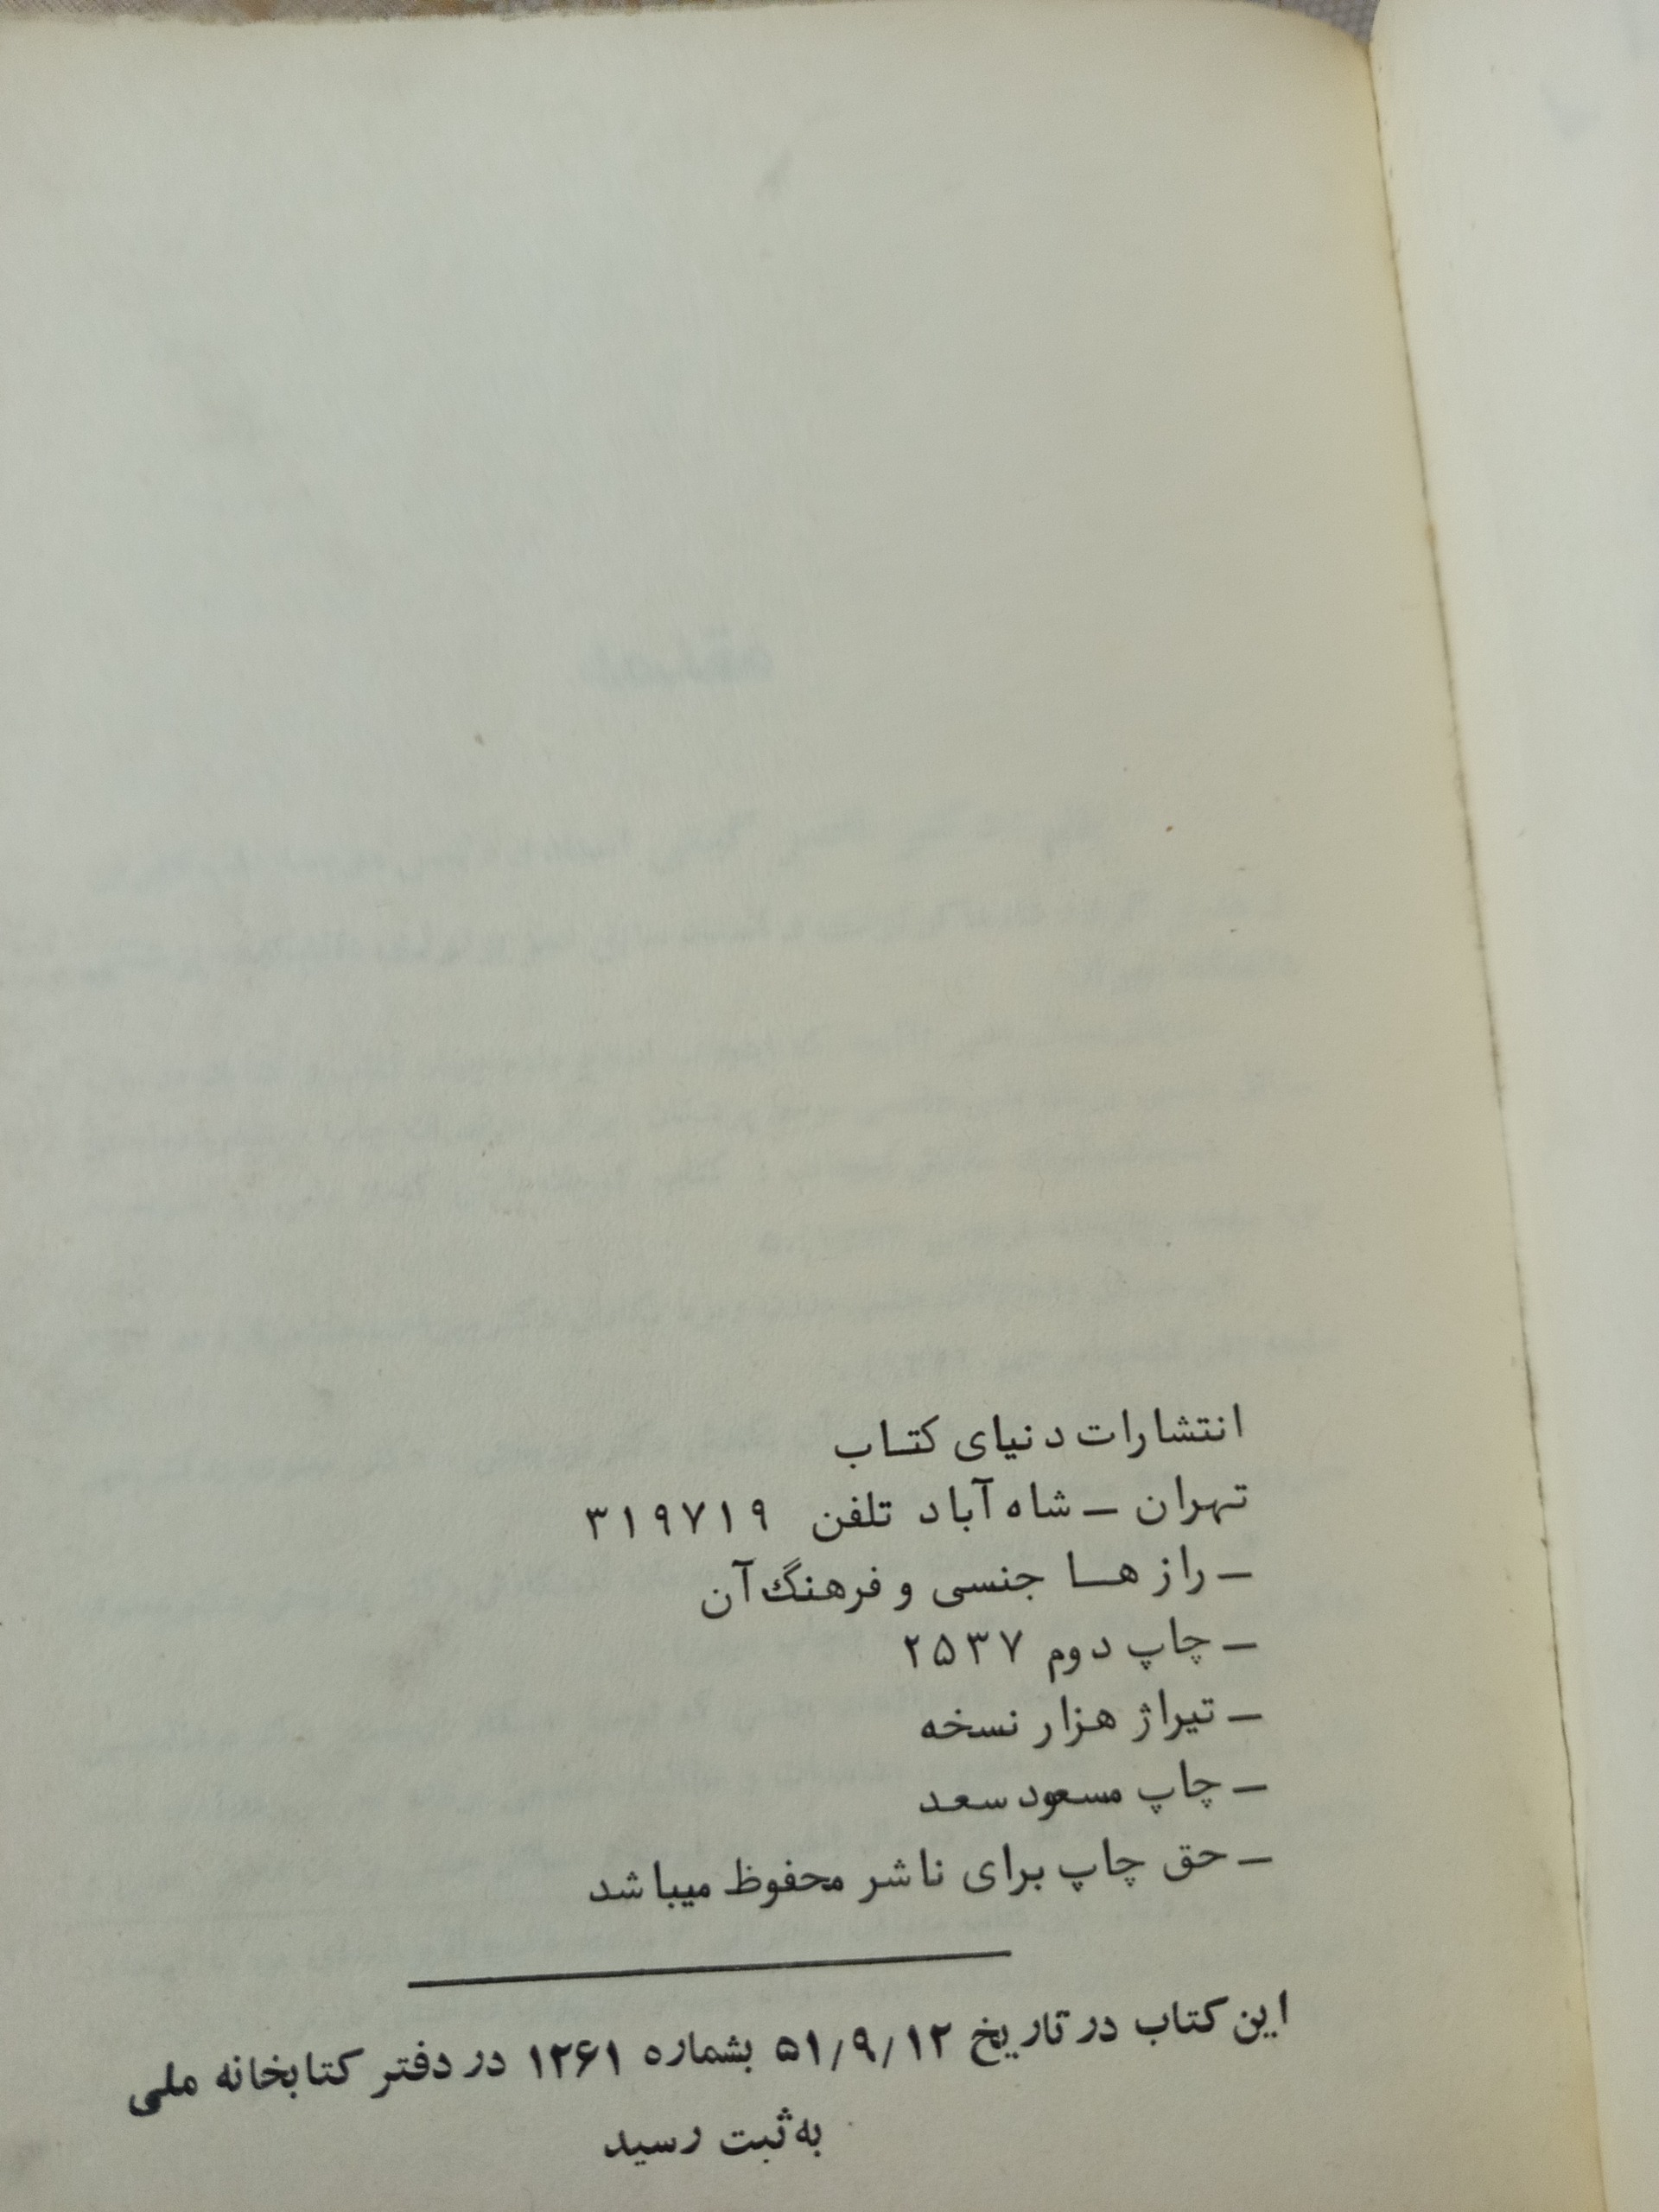 انتشارات دنیای کتاب
تهران ـ شاه آباد تلفن ۳۱۹۷۱۹
ـ راز ها جنسی و فرهنگ آن
ـ چاپ دوم ۲۵۳۷
ـ تیراژ هزار نسخه
ـ چاپ مسعود سعد
ـ حق چاپ برای ناشر محفوظ میباشد
این کتاب در تاریخ ۵۱/۹/۱۲ بشماره ۱۲۶۱ در دفتر کتابخانه ملی
به ثبت رسید